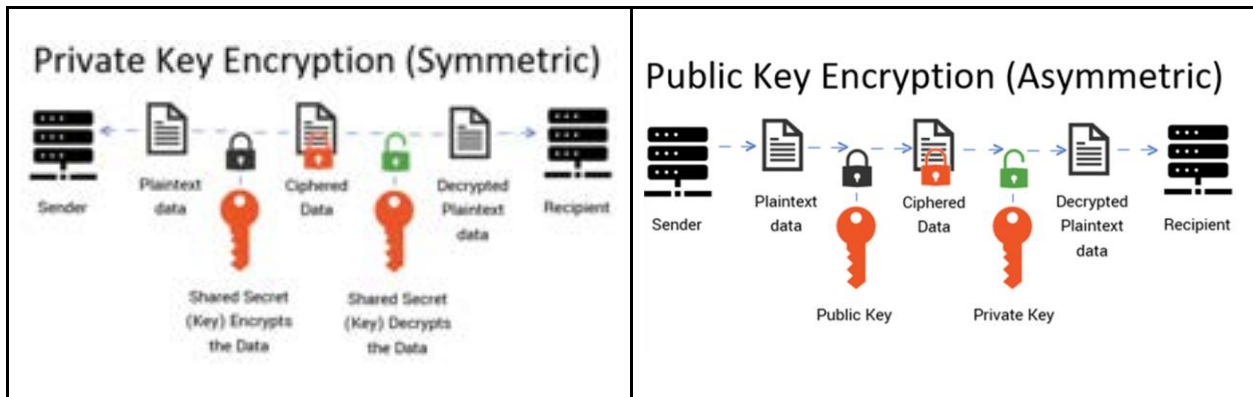 Private Key Encryption (Symmetric)
Sender
Plaintext
data
Ciphered
Data
Decrypted
Plaintext
data
Recipient
Shared Secret
(Key) Encrypts
the Data
Shared Secret
(Key) Decrypts
the Data
Public Key Encryption (Asymmetric)
Sender
Plaintext
data
Ciphered
Data
Decrypted
Plaintext
data
Recipient
Public Key
Private Key